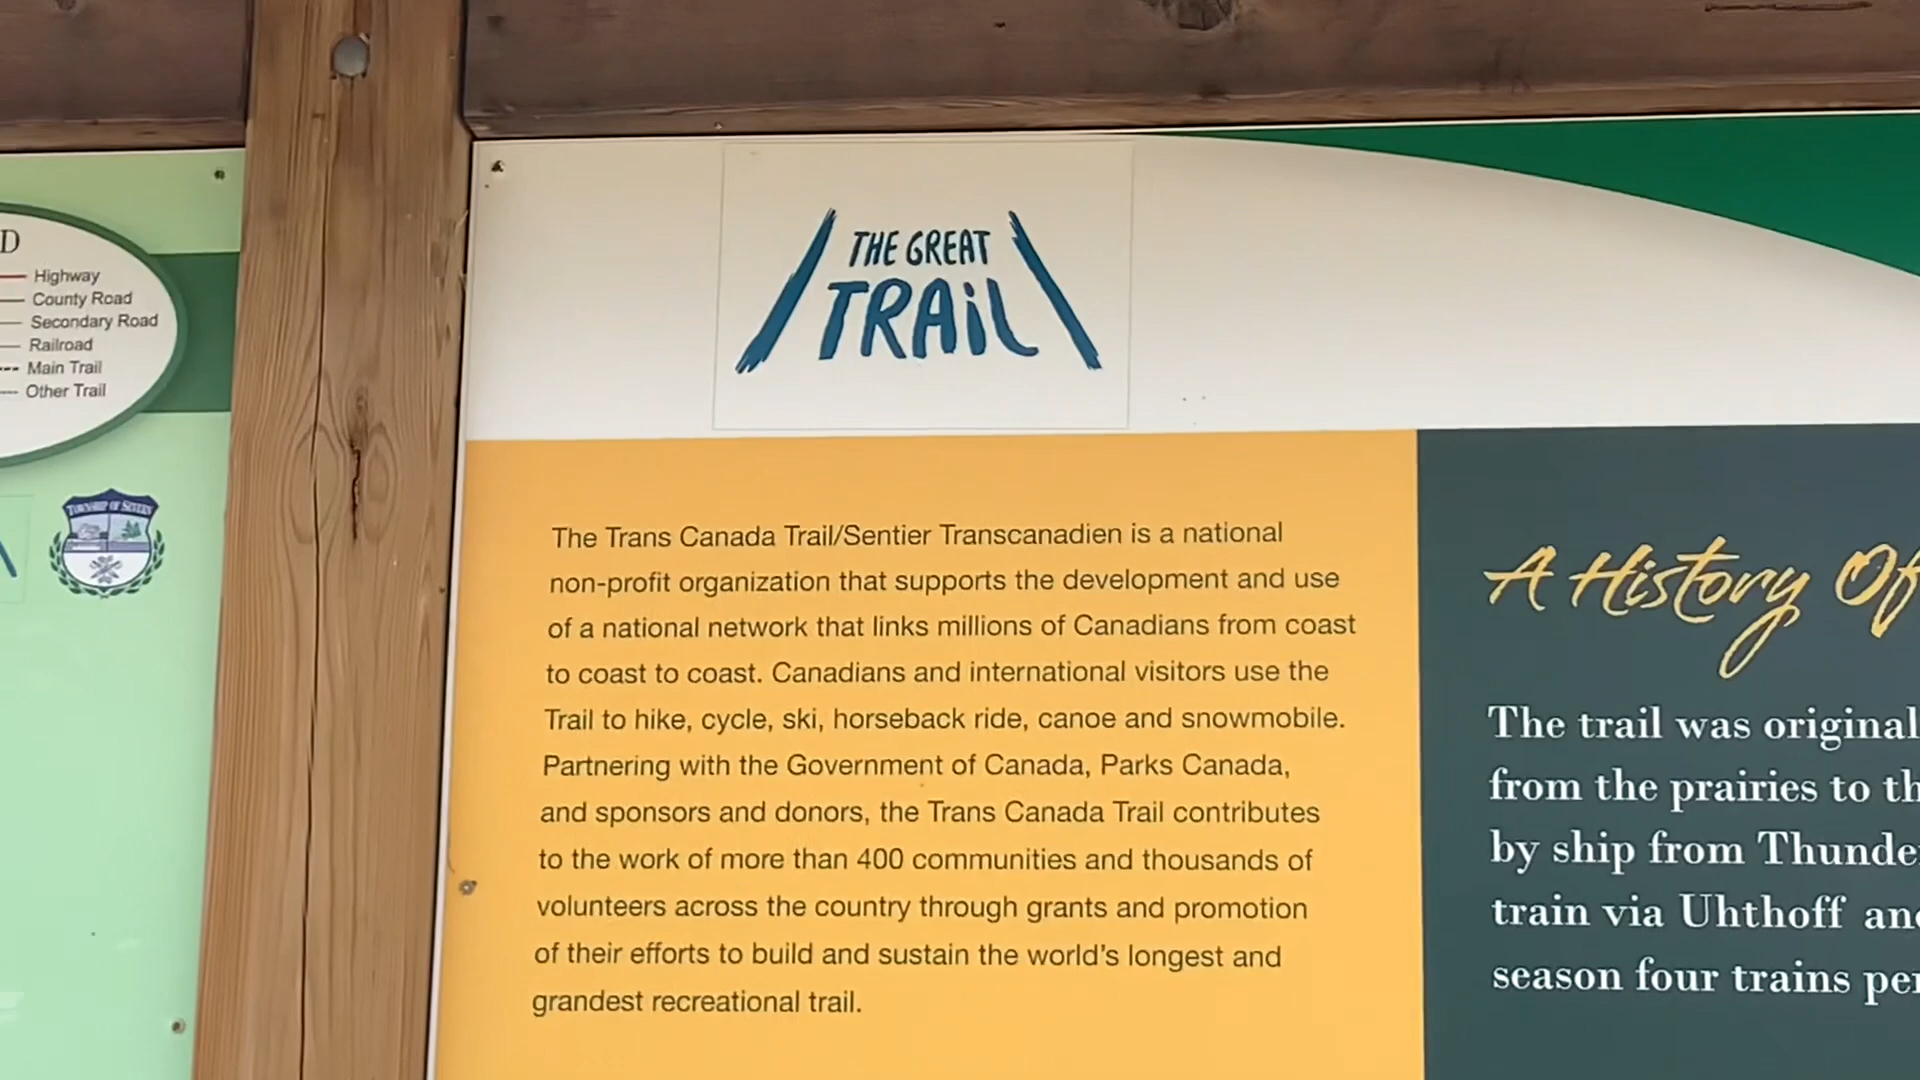 D
Highway
County Road
Secondary Road
Railroad
Main Trail
Other Trail
TOWNSHIP OF SEVERN
THE GREAT
TRAIL
The Trans Canada Trail/Sentier Transcanadien is a national
non-profit organization that supports the development and use
of a national network that links millions of Canadians from coast
to coast to coast. Canadians and international visitors use the
Trail to hike, cycle, ski, horseback ride, canoe and snowmobile.
Partnering with the Government of Canada, Parks Canada,
and sponsors and donors, the Trans Canada Trail contributes
to the work of more than 400 communities and thousands of
volunteers across the country through grants and promotion
of their efforts to build and sustain the world's longest and
grandest recreational trail.
A History Of
The trail was original
from the prairies to th
by ship from Thunde
train via Uhthoff and
season four trains per